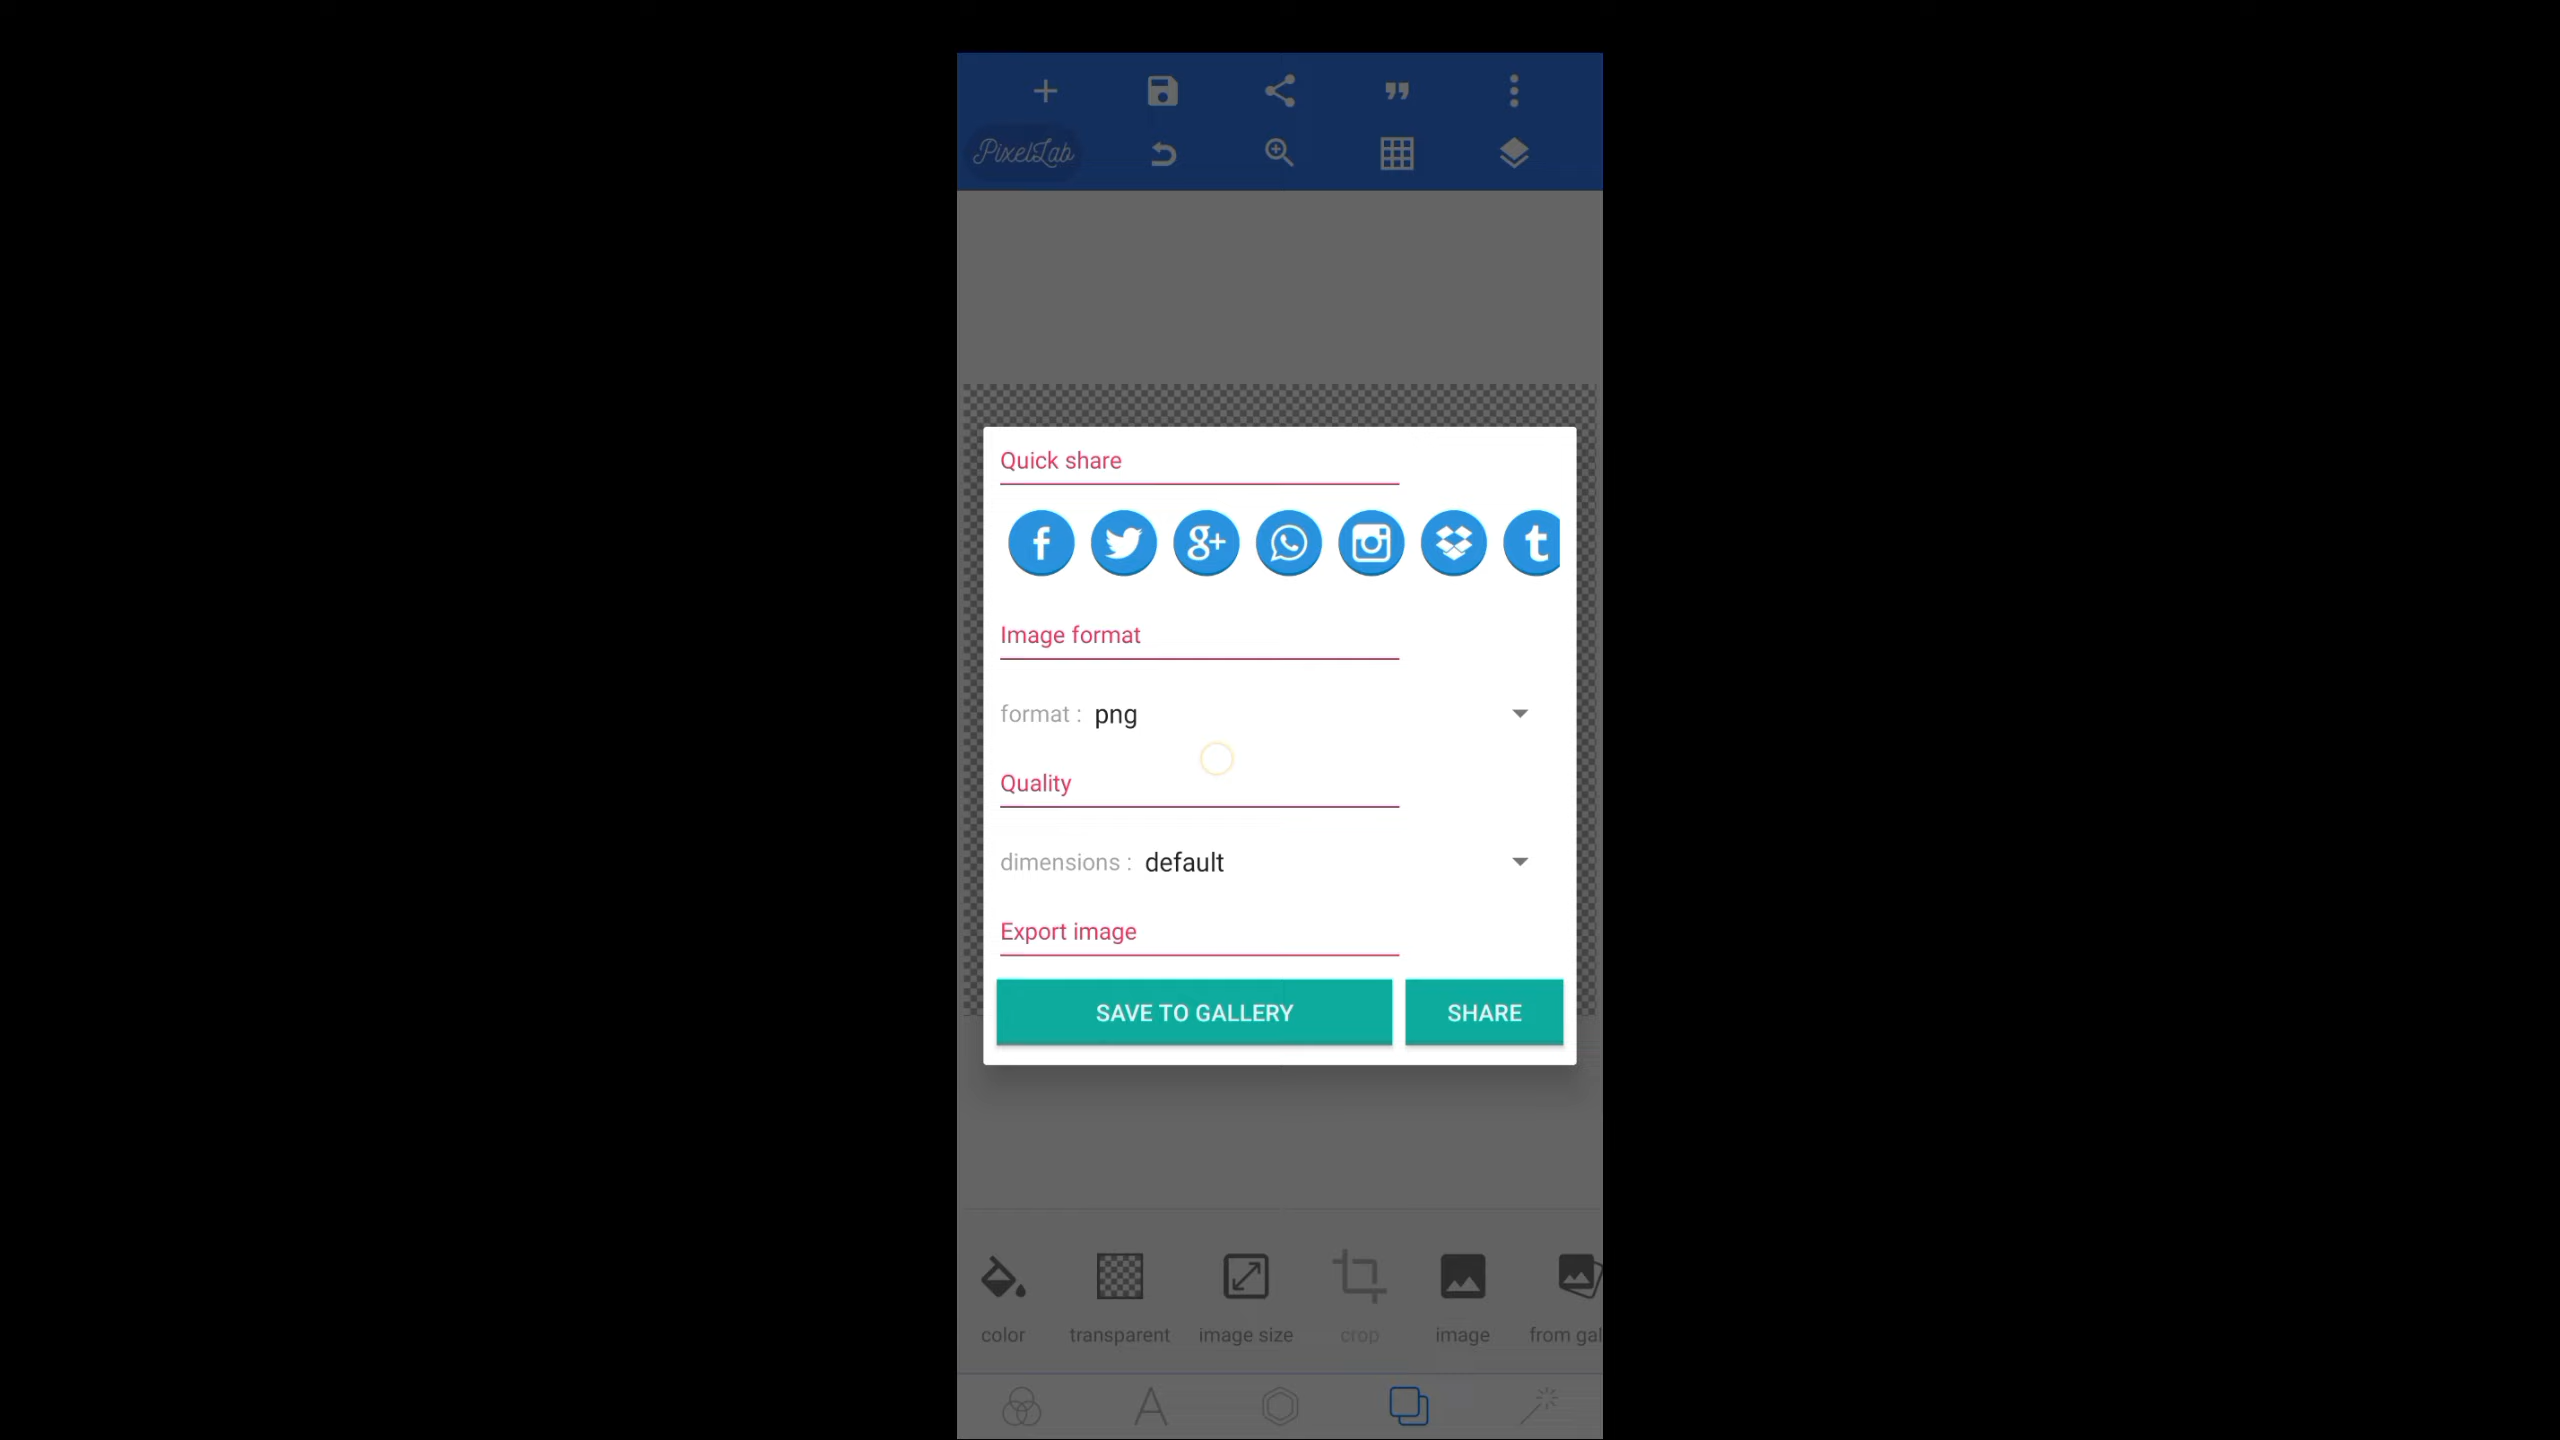 PixelLab
Quick share
Image format
format : png
Quality
dimensions : default
Export image
SAVE TO GALLERY SHARE
color transparent image size crop image from gal